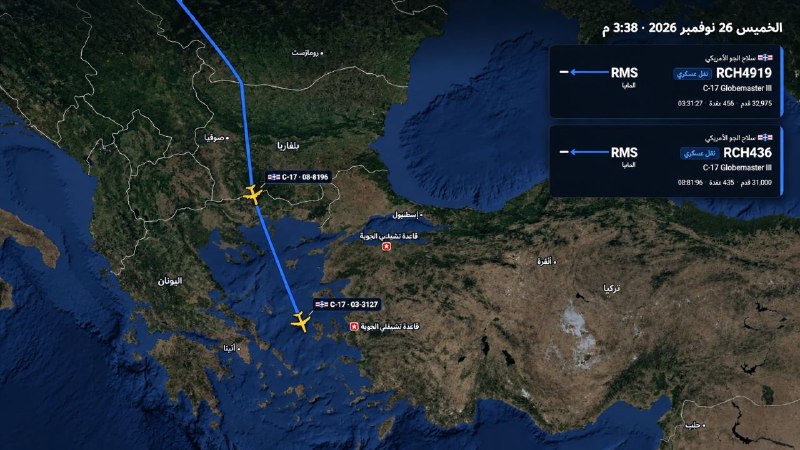 الخميس 26 نوفمبر 2026 · 3:38 م
سلاح الجو الأمريكي
RCH4919 نقل عسكري
C-17 Globemaster III
32,975 قدم · 456 عقدة · 03:31:27
RMS
ألمانيا
سلاح الجو الأمريكي
RCH436 نقل عسكري
C-17 Globemaster III
31,000 قدم · 435 عقدة · 08:81:96
RMS
ألمانيا
بوخارست
صوفيا
بلغاريا
C-17 · 08-8196
إسطنبول
قاعدة تشيغلي الجوية
أنقرة
تركيا
اليونان
C-17 · 03-3127
قاعدة تشيغلي الجوية
أثينا
حلب